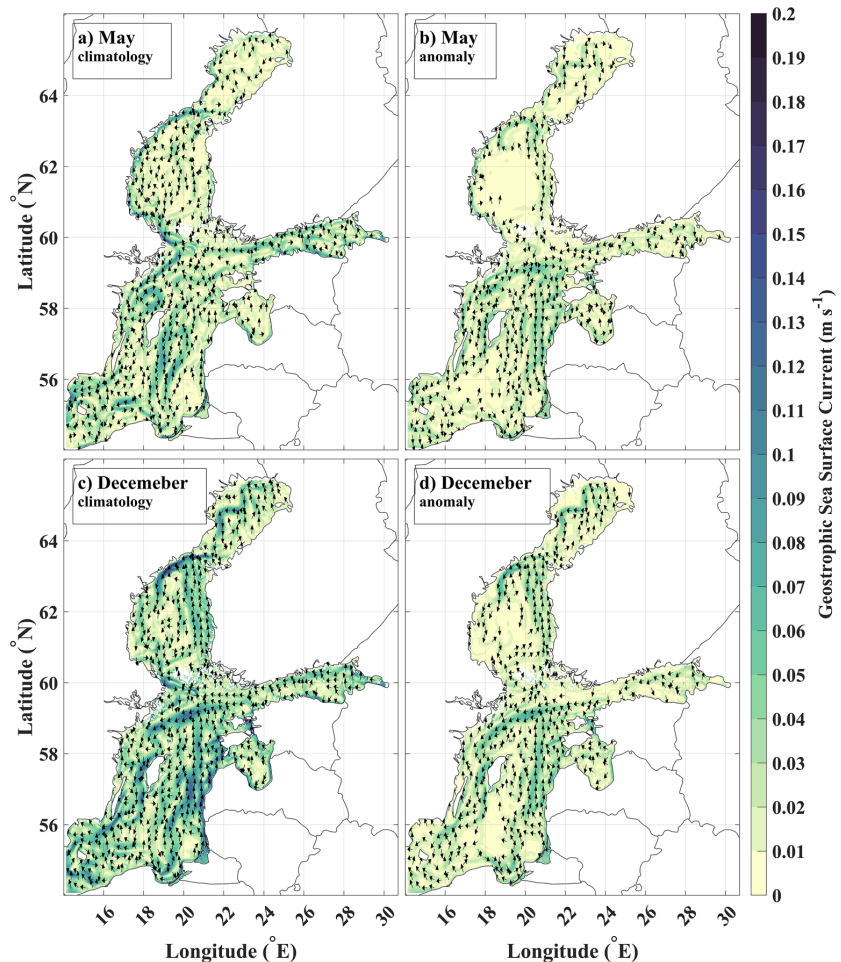 a) May
climatology
b) May
anomaly
64
62
60
58
56
Latitude (°N)
c) Decemeber
climatology
d) Decemeber
anomaly
64
62
60
58
56
Latitude (°N)
16 18 20 22 24 26 28 30
16 18 20 22 24 26 28 30
Longitude (°E)
Longitude (°E)
0.2
0.19
0.18
0.17
0.16
0.15
0.14
0.13
0.12
0.11
0.1
0.09
0.08
0.07
0.06
0.05
0.04
0.03
0.02
0.01
0
Geostrophic Sea Surface Current (m s⁻¹)